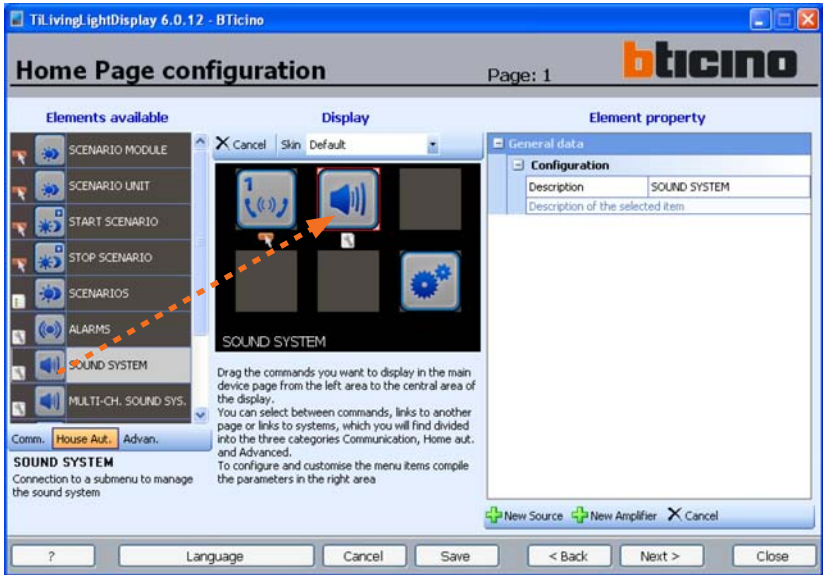 TiLivingLightDisplay 6.0.12 - BTicino
Home Page configuration
Page: 1
bticino
Elements available
SCENARIO MODULE
SCENARIO UNIT
START SCENARIO
STOP SCENARIO
SCENARIOS
ALARMS
SOUND SYSTEM
MULTI-CH. SOUND SYS.
Comm. House Aut. Advan.
SOUND SYSTEM
Connection to a submenu to manage
the sound system
Display
Cancel Skin Default
1
SOUND SYSTEM
Drag the commands you want to display in the main
device page from the left area to the central area of
the display.
You can select between commands, links to another
page or links to systems, which you will find divided
into the three categories Communication, Home aut.
and Advanced.
To configure and customise the menu items compile
the parameters in the right area
Element property
General data
Configuration
Description SOUND SYSTEM
Description of the selected item
New Source New Amplifier Cancel
? Language Cancel Save < Back Next > Close